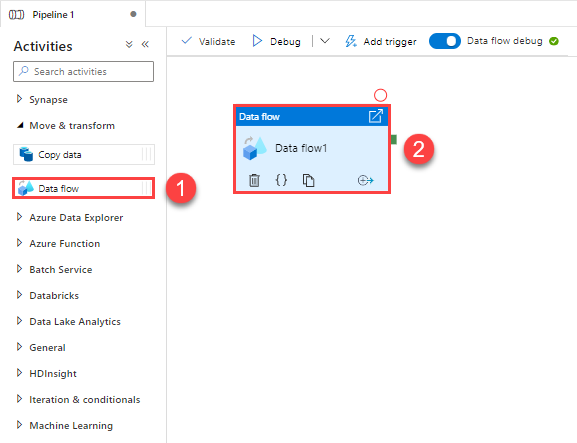 Pipeline 1
Activities
Validate Debug Add trigger Data flow debug
Search activities
Synapse
Move & transform
Copy data
Data flow
1
Azure Data Explorer
Azure Function
Batch Service
Databricks
Data Lake Analytics
General
HDInsight
Iteration & conditionals
Machine Learning
Data flow
Data flow1
2
{}